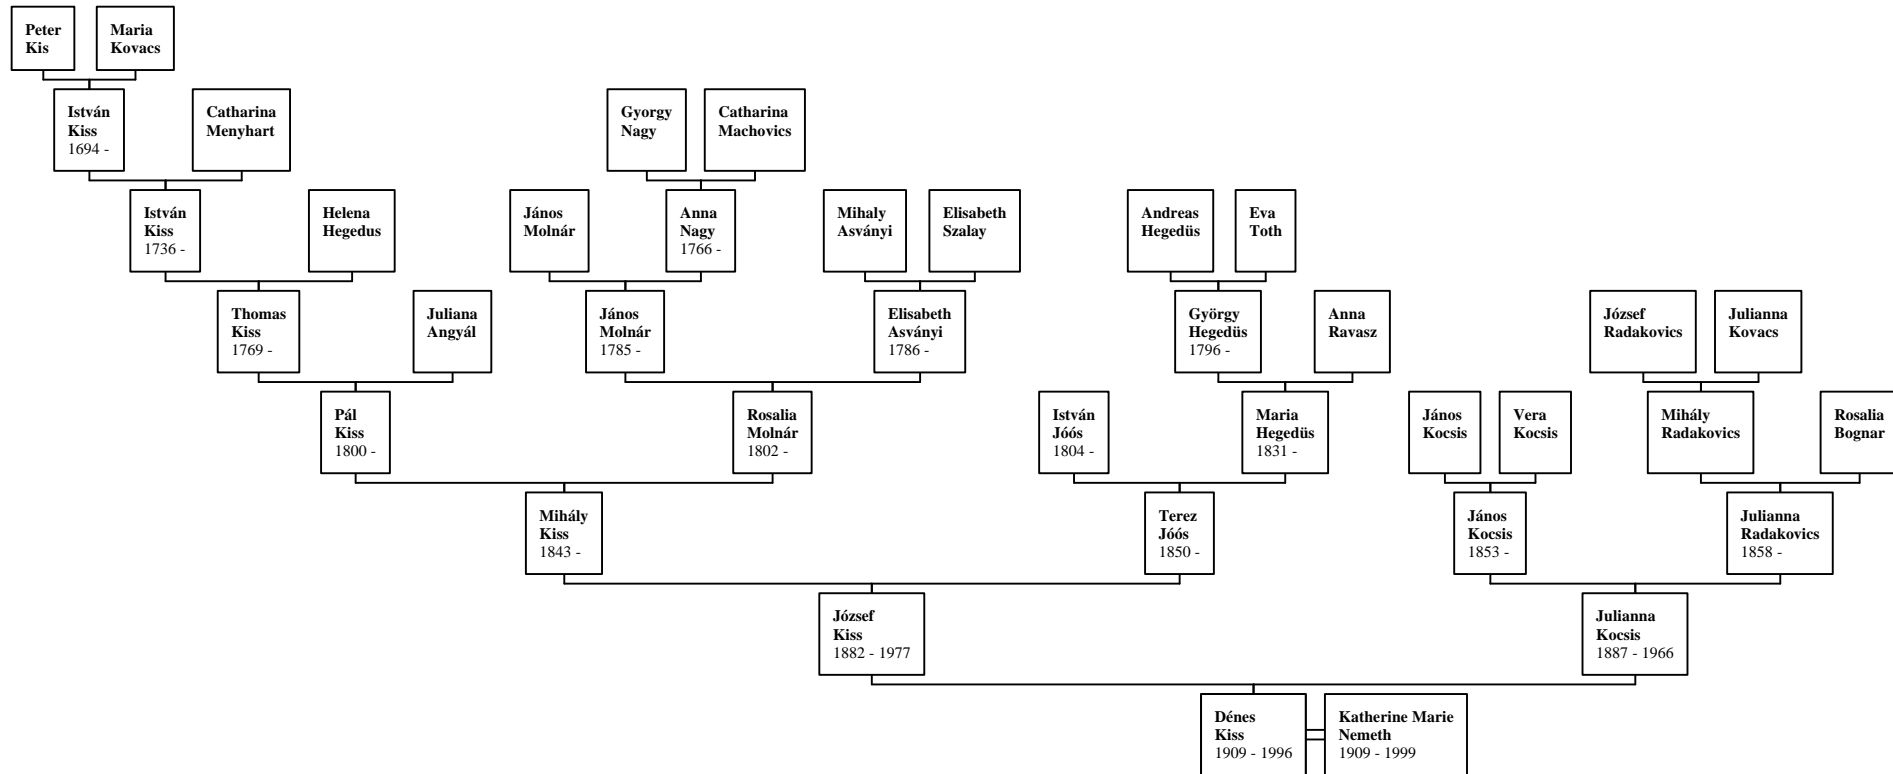 Peter
Kis
Maria
Kovacs
István
Kiss
1694 -
Catharina
Menyhart
Gyorgy
Nagy
Catharina
Machovics
István
Kiss
1736 -
Helena
Hegedus
János
Molnár
Anna
Nagy
1766 -
Mihaly
Asványi
Elisabeth
Szalay
Andreas
Hegedüs
Eva
Toth
Thomas
Kiss
1769 -
Juliana
Angyál
János
Molnár
1785 -
Elisabeth
Asványi
1786 -
György
Hegedüs
1796 -
Anna
Ravasz
József
Radakovics
Julianna
Kovacs
Pál
Kiss
1800 -
Rosalia
Molnár
1802 -
István
Jóós
1804 -
Maria
Hegedüs
1831 -
János
Kocsis
Vera
Kocsis
Mihály
Radakovics
Rosalia
Bognar
Mihály
Kiss
1843 -
Terez
Jóós
1850 -
János
Kocsis
1853 -
Julianna
Radakovics
1858 -
József
Kiss
1882 - 1977
Julianna
Kocsis
1887 - 1966
Dénes
Kiss
1909 - 1996
Katherine Marie
Nemeth
1909 - 1999